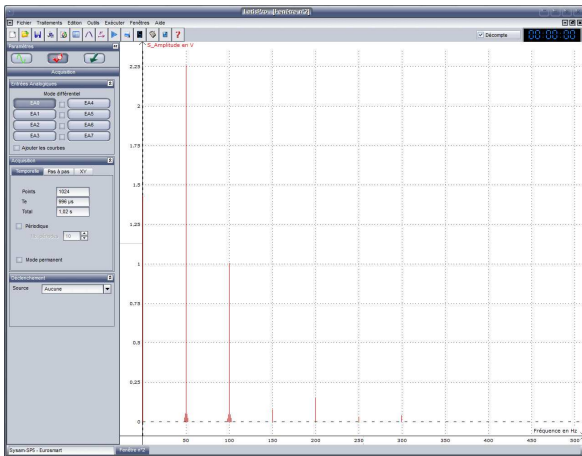 Fichier Traitements Edition Outils Exécuter Fenêtres Aide
Décompte
00:00:00
Paramètres
Acquisition
Entrées Analogiques
Mode différentiel
EA0 EA4
EA1 EA5
EA2 EA6
EA3 EA7
Ajouter les courbes
Acquisition
Temporelle Pas à pas XY
Points 1024
Te 996 µs
Total 1,02 s
Périodique
10
Mode permanent
Déclenchement
Source Aucune
S_Amplitude en V
2,25
2
1,75
1,5
1,25
1
0,75
0,5
0,25
0
Fréquence en Hz
50 100 150 200 250 300 350 400 450 500
Sysam-SP5 - Eurosmart
Fenêtre n°2